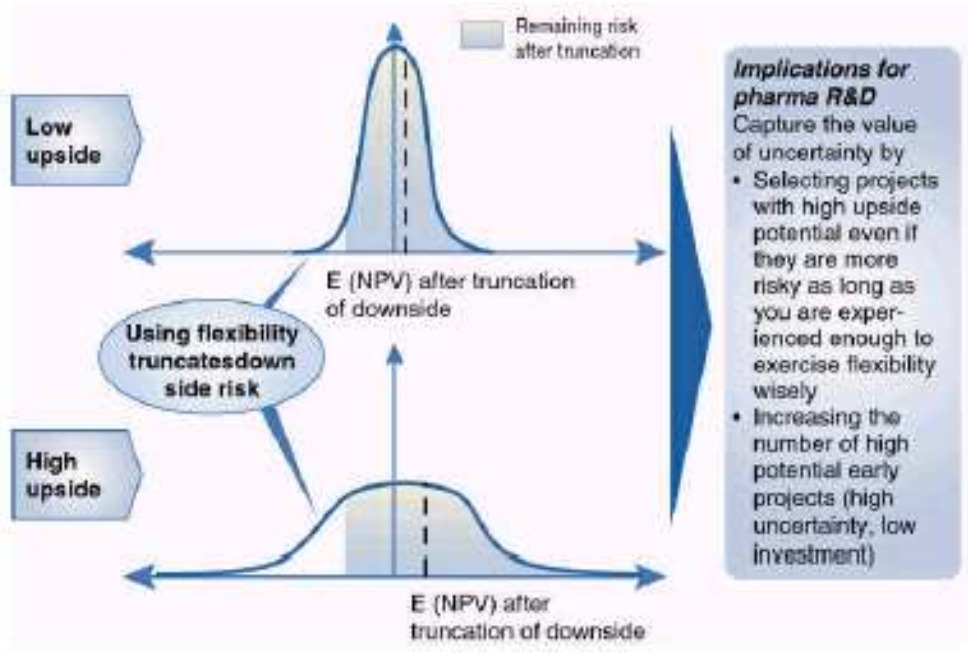 Remaining risk
after truncation
Low
upside
E (NPV) after truncation
of downside
Using flexibility
truncatesdown
side risk
High
upside
E (NPV) after
truncation of downside
Implications for
pharma R&D
Capture the value
of uncertainty by
• Selecting projects
with high upside
potential even if
they are more
risky as long as
you are exper-
ienced enough to
exercise flexibility
wisely
• Increasing the
number of high
potential early
projects (high
uncertainty, low
investment)